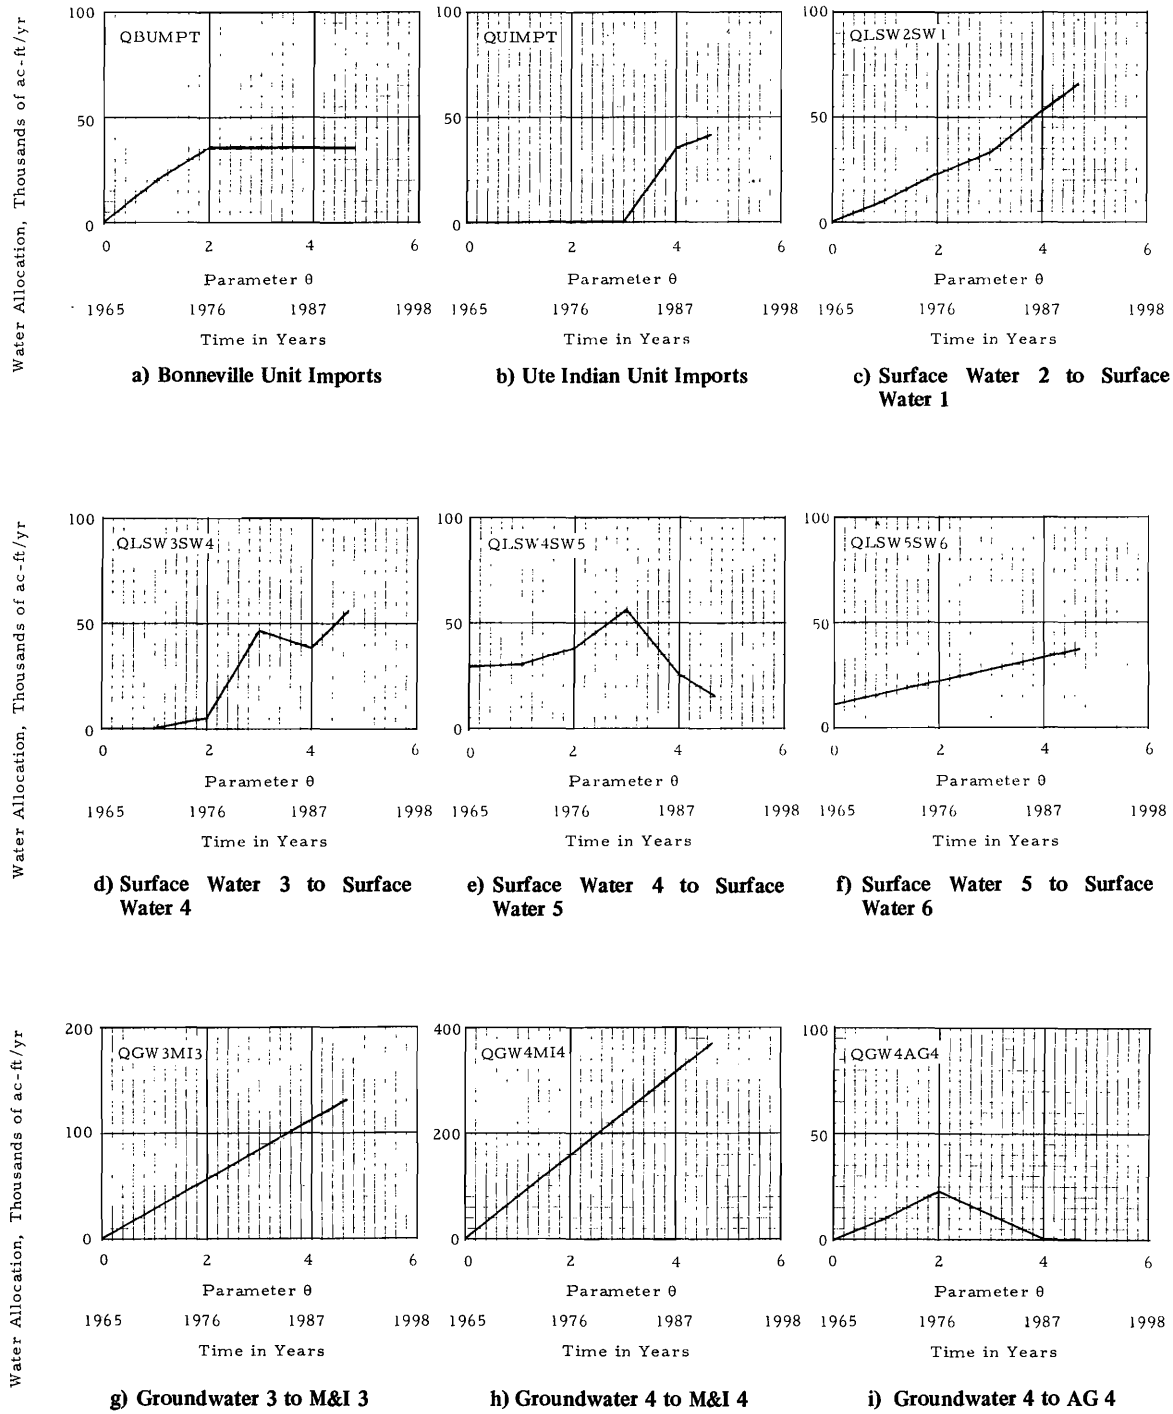 Water Allocation, Thousands of ac-ft/yr
100 50 0
QBUMPT
0 2 4 6
Parameter θ
1965 1976 1987 1998
Time in Years
a) Bonneville Unit Imports
100 50 0
QUIMPT
0 2 4 6
Parameter θ
1965 1976 1987 1998
Time in Years
b) Ute Indian Unit Imports
100 50 0
QLSW2SW1
0 2 4 6
Parameter θ
1965 1976 1987 1998
Time in Years
c) Surface Water 2 to Surface
Water 1
Water Allocation, Thousands of ac-ft/yr
100 50 0
QLSW3SW4
0 2 4 6
Parameter θ
1965 1976 1987 1998
Time in Years
d) Surface Water 3 to Surface
Water 4
100 50 0
QLSW4SW5
0 2 4 6
Parameter θ
1965 1976 1987 1998
Time in Years
e) Surface Water 4 to Surface
Water 5
100 50 0
QLSW5SW6
0 2 4 6
Parameter θ
1965 1976 1987 1998
Time in Years
f) Surface Water 5 to Surface
Water 6
Water Allocation, Thousands of ac-ft/yr
200 100 0
QGW3MI3
0 2 4 6
Parameter θ
1965 1976 1987 1998
Time in Years
g) Groundwater 3 to M&I 3
400 200 0
QGW4MI4
0 2 4 6
Parameter θ
1965 1976 1987 1998
Time in Years
h) Groundwater 4 to M&I 4
100 50 0
QGW4AG4
0 2 4 6
Parameter θ
1965 1976 1987 1998
Time in Years
i) Groundwater 4 to AG 4